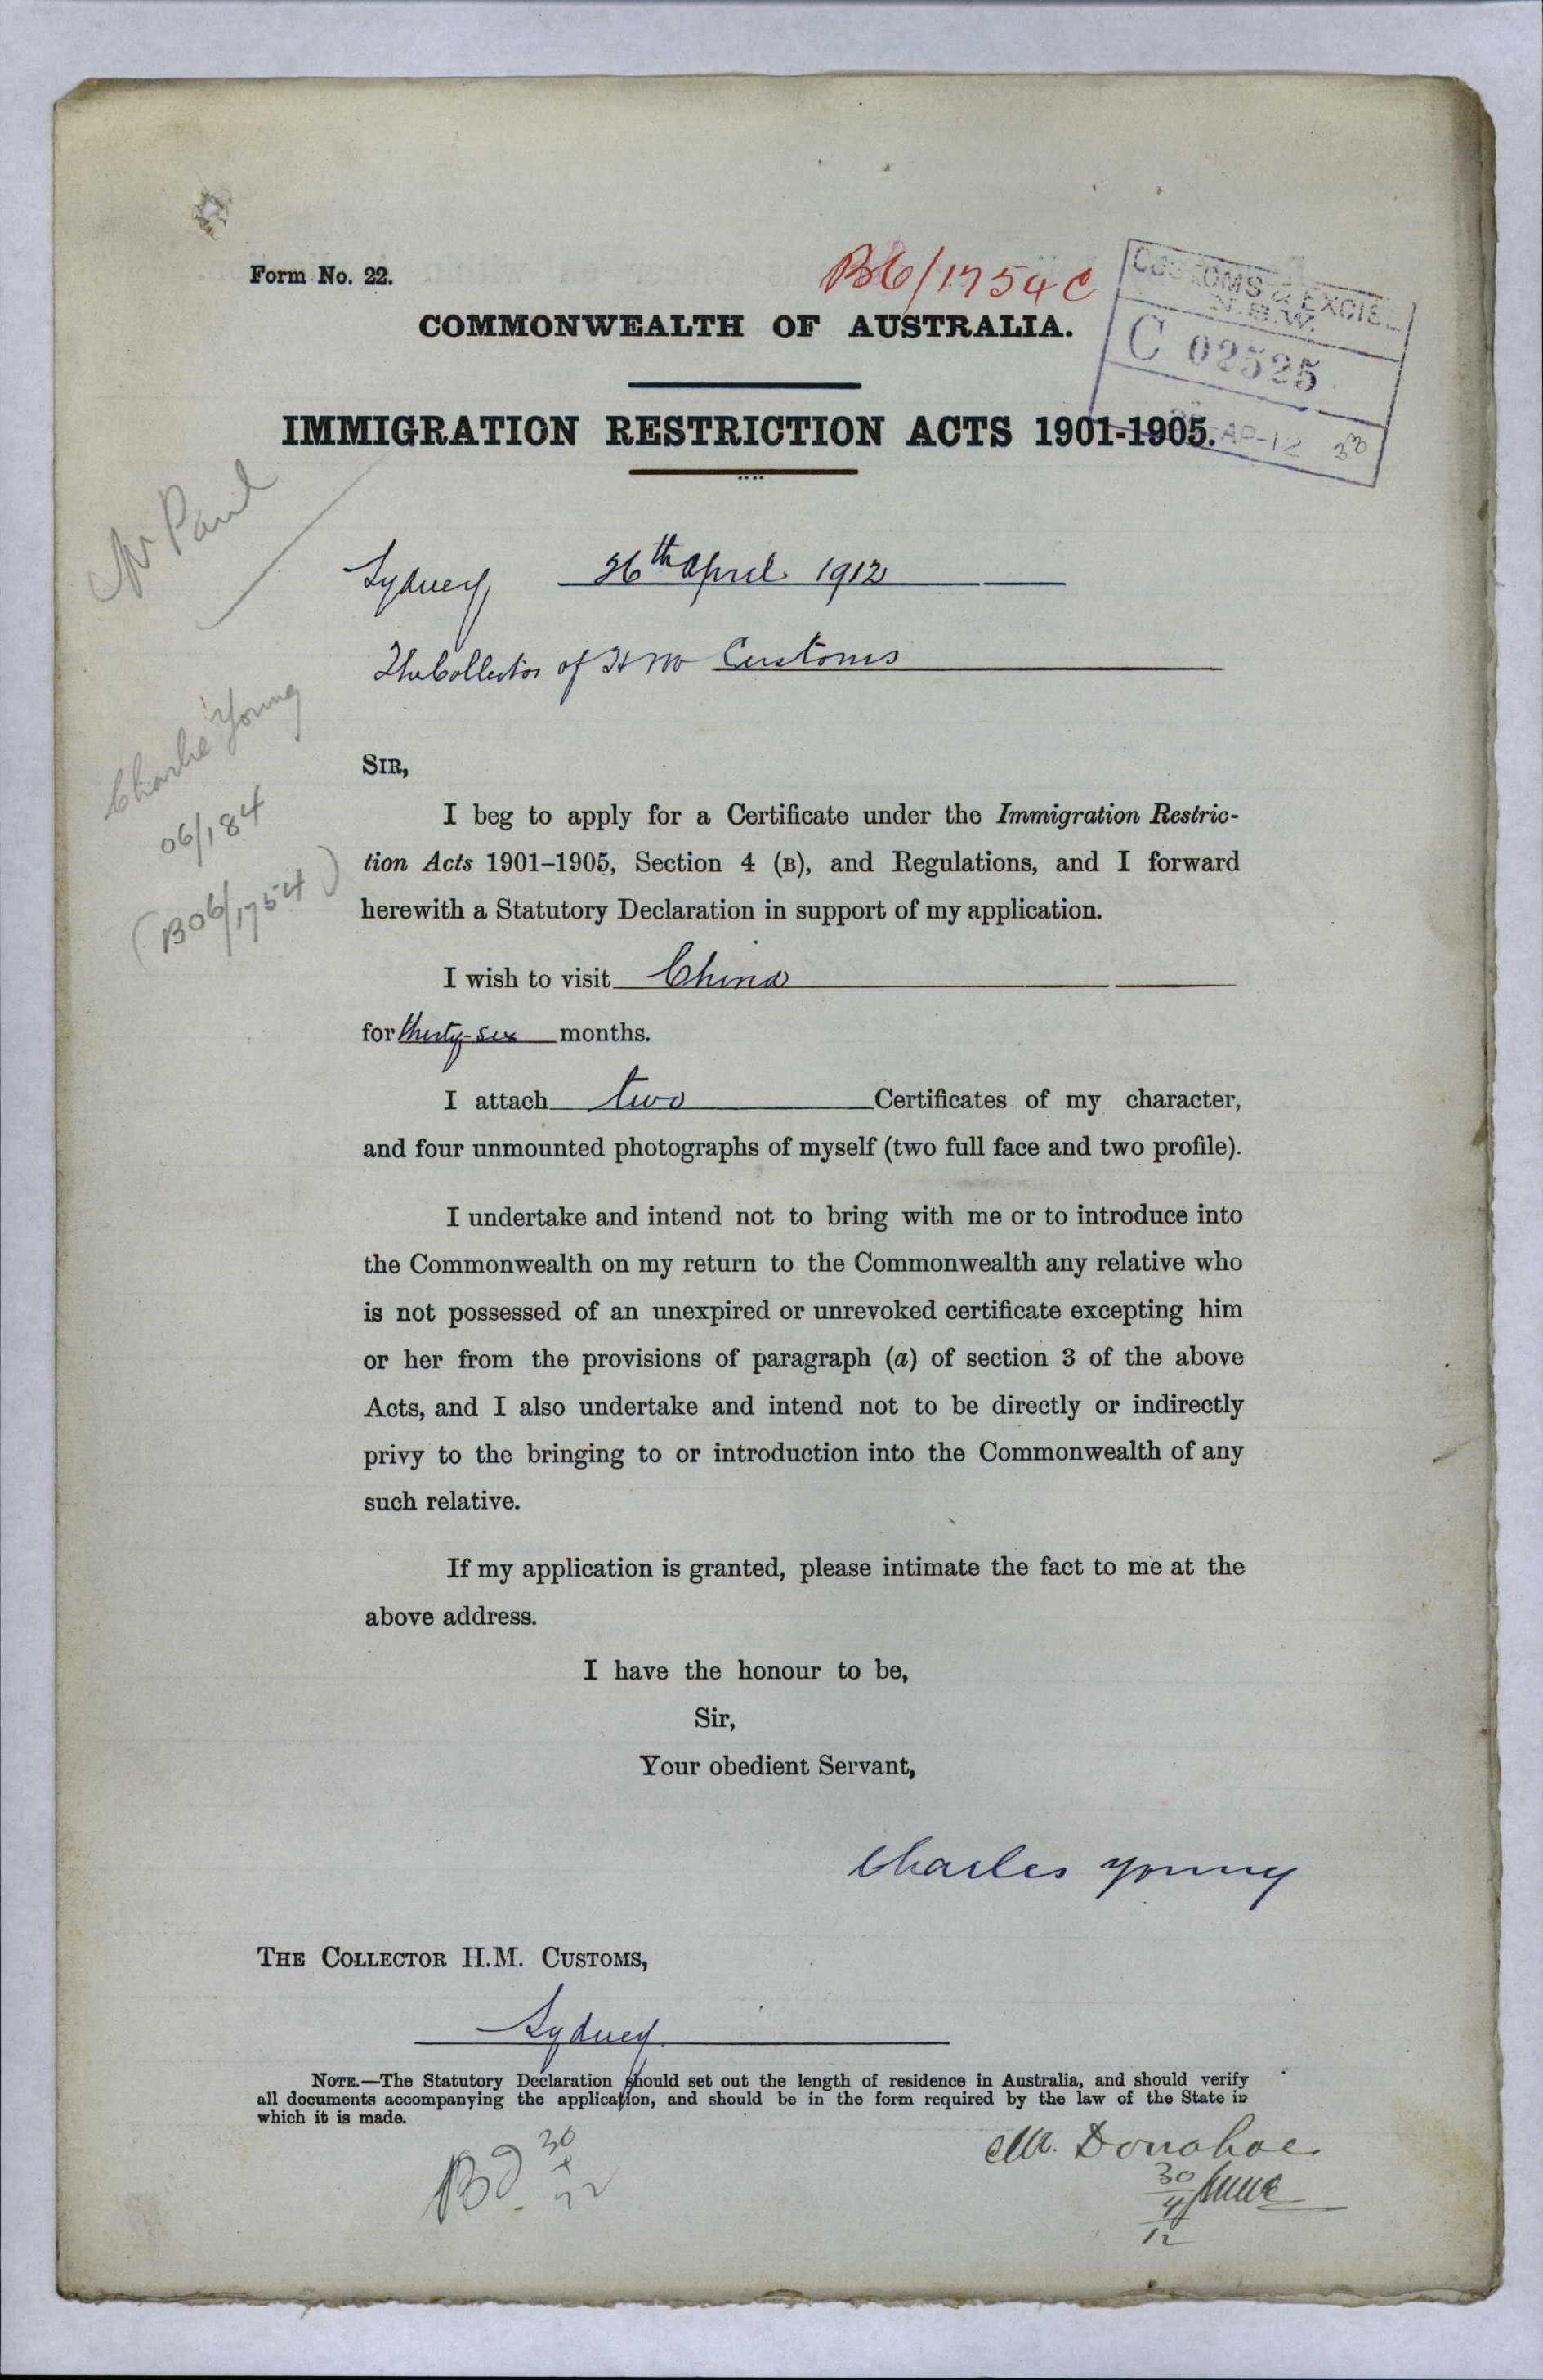 Form No. 22.
B6/1754C
CUSTOMS & EXCISE
N.S.W.
C 02525
AP-12 33
COMMONWEALTH OF AUSTRALIA.
IMMIGRATION RESTRICTION ACTS 1901-1905.
Mr Paul
Sydney 26th April 1912
The Collector of H M Customs
Charlie Young
06/184
(B06/1754)
SIR,
I beg to apply for a Certificate under the Immigration Restric-
tion Acts 1901–1905, Section 4 (B), and Regulations, and I forward
herewith a Statutory Declaration in support of my application.
I wish to visit China
for thirty-six months.
I attach two Certificates of my character,
and four unmounted photographs of myself (two full face and two profile).
I undertake and intend not to bring with me or to introduce into
the Commonwealth on my return to the Commonwealth any relative who
is not possessed of an unexpired or unrevoked certificate excepting him
or her from the provisions of paragraph (a) of section 3 of the above
Acts, and I also undertake and intend not to be directly or indirectly
privy to the bringing to or introduction into the Commonwealth of any
such relative.
If my application is granted, please intimate the fact to me at the
above address.
I have the honour to be,
Sir,
Your obedient Servant,
Charles Young
THE COLLECTOR H.M. CUSTOMS,
Sydney
NOTE.—The Statutory Declaration should set out the length of residence in Australia, and should verify
all documents accompanying the application, and should be in the form required by the law of the State in
which it is made.
Mr. Donohoe
30
4
12